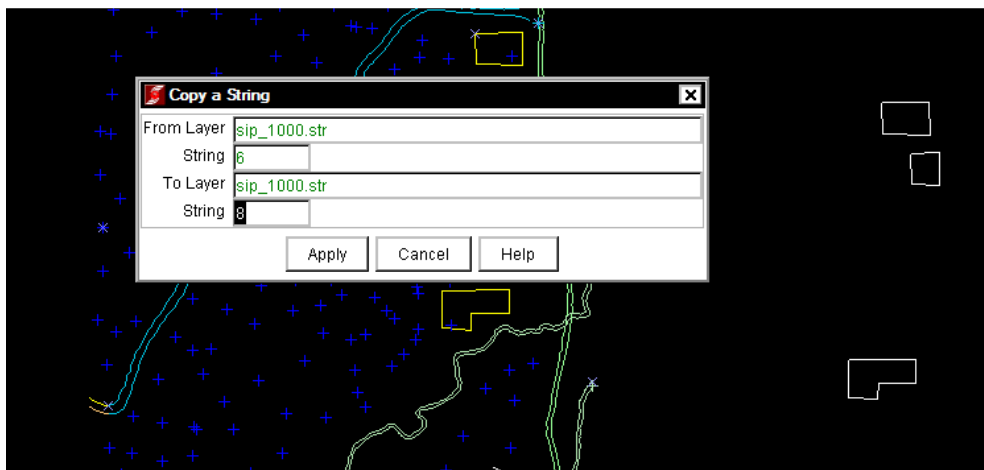 Copy a String
From Layer sip_1000.str
String 6
To Layer sip_1000.str
String 8
Apply Cancel Help